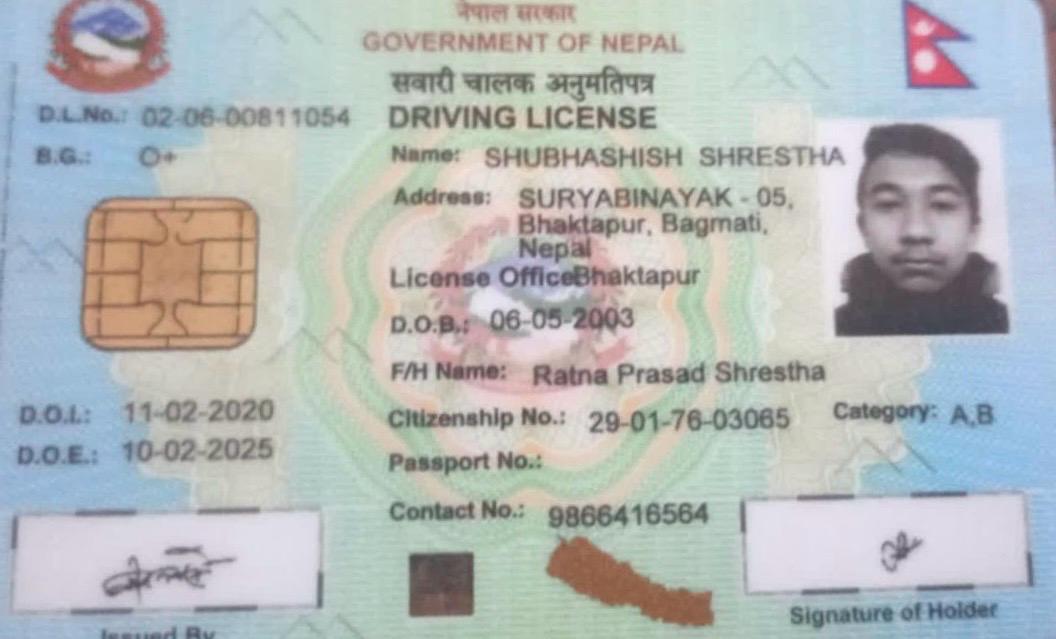 नेपाल सरकार
GOVERNMENT OF NEPAL
सवारी चालक अनुमतिपत्र
DRIVING LICENSE
D.L.No.: 02-06-00811054
B.G.: O+
Name: SHUBHASHISH SHRESTHA
Address: SURYABINAYAK - 05,
Bhaktapur, Bagmati,
Nepal
License OfficeBhaktapur
D.O.B.: 06-05-2003
F/H Name: Ratna Prasad Shrestha
D.O.I.: 11-02-2020
Citizenship No.: 29-01-76-03065
Category: A,B
D.O.E.: 10-02-2025
Passport No.:
Contact No.: 9866416564
Issued By
Signature of Holder